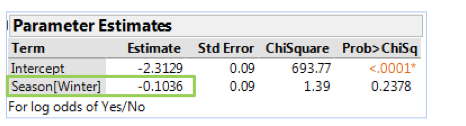 Parameter Estimates
Term Estimate Std Error ChiSquare Prob>ChiSq
Intercept -2.3129 0.09 693.77 <.0001*
Season[Winter] -0.1036 0.09 1.39 0.2378
For log odds of Yes/No